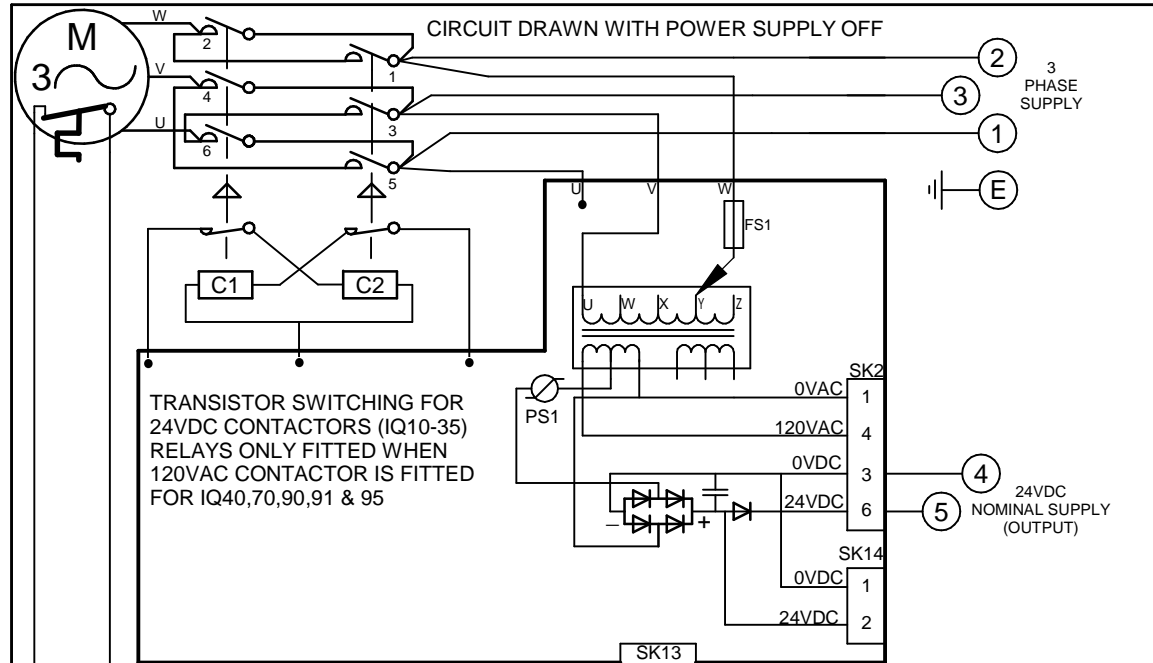 W
CIRCUIT DRAWN WITH POWER SUPPLY OFF
M
3
2
1
2
3
PHASE
SUPPLY
V
4
3
3
U
6
5
1
U
V
W
E
FS1
C1
C2
U
W
X
Y
Z
SK2
0VAC
1
PS1
120VAC
4
TRANSISTOR SWITCHING FOR
24VDC CONTACTORS (IQ10-35)
RELAYS ONLY FITTED WHEN
120VAC CONTACTOR IS FITTED
FOR IQ40,70,90,91 & 95
0VDC
3
4
24VDC
NOMINAL SUPPLY
(OUTPUT)
– +
24VDC
6
5
SK14
0VDC
1
24VDC
2
SK13